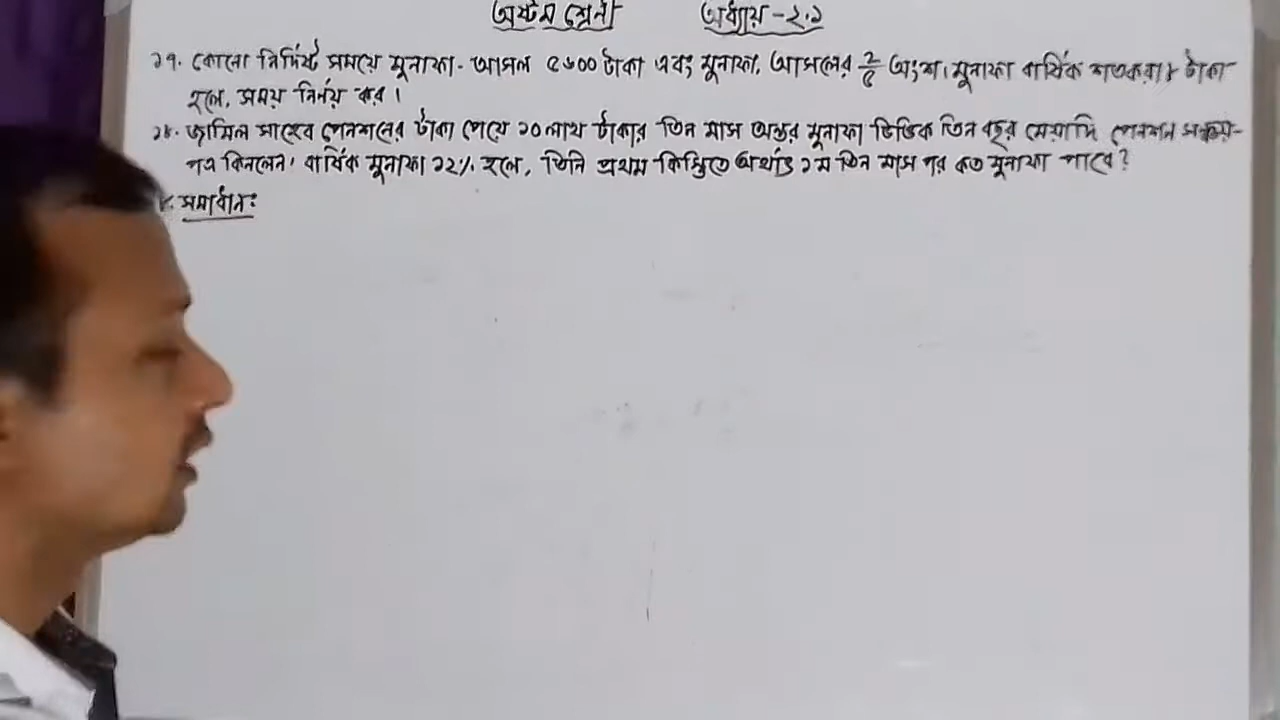 অষ্টম শ্রেনী অধ্যায় -২.১
১৭. কোনো নির্দিষ্ট সময়ে মুনাফা-আসল ৫৬০০ টাকা এবং মুনাফা, আসলের ২/৫ অংশ। মুনাফা বার্ষিক শতকরা ৮ টাকা
হলে, সময় নির্নয় কর।
১৮. জামিল সাহেব পেনশনের টাকা পেয়ে ১০ লাখ টাকার তিন মাস অন্তর মুনাফা ভিত্তিক তিন বছর মেয়াদি পেনশন সঞ্চয়-
পত্র কিনলেন। বার্ষিক মুনাফা ১২% হলে, তিনি প্রথম কিস্তিতে অর্থাৎ ১ম তিন মাস পর কত মুনাফা পাবে?
সমাধান: